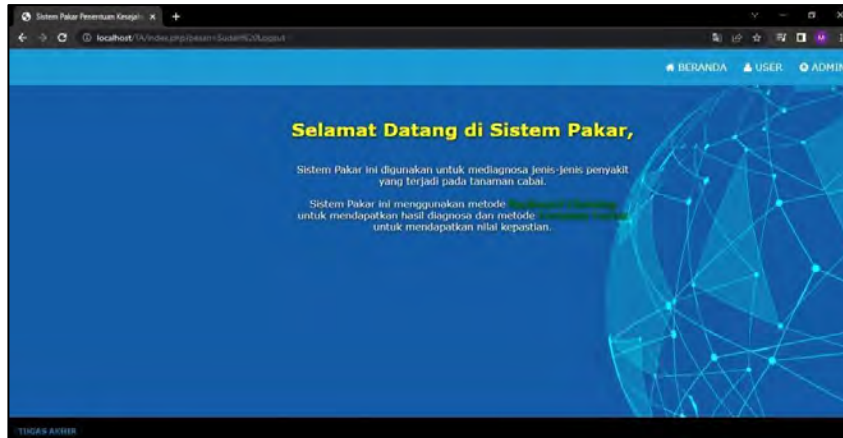 Sistem Pakar Penentuan
localhost/TA/index.php?pesan=
BERANDA USER ADMIN
Selamat Datang di Sistem Pakar,
Sistem Pakar ini digunakan untuk mediagnosa jenis-jenis penyakit
yang terjadi pada tanaman cabai.
Sistem Pakar ini menggunakan metode
untuk mendapatkan hasil diagnosa dan metode
untuk mendapatkan nilai kepastian.
TUGAS AKHIR